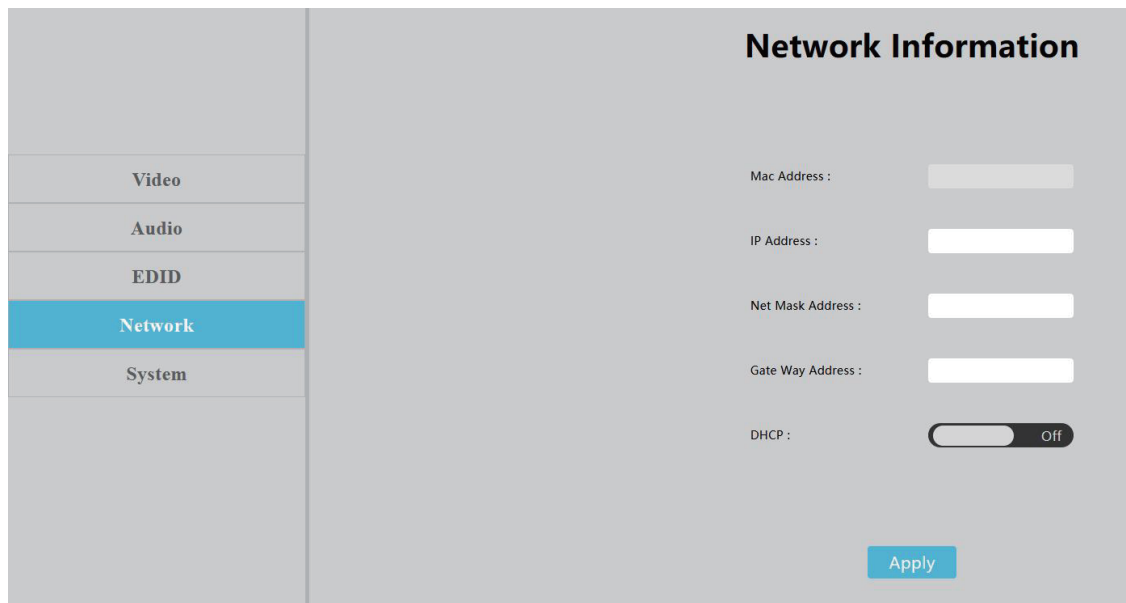 Network Information
Video
Audio
EDID
Network
System
Mac Address :
IP Address :
Net Mask Address :
Gate Way Address :
DHCP :
Off
Apply